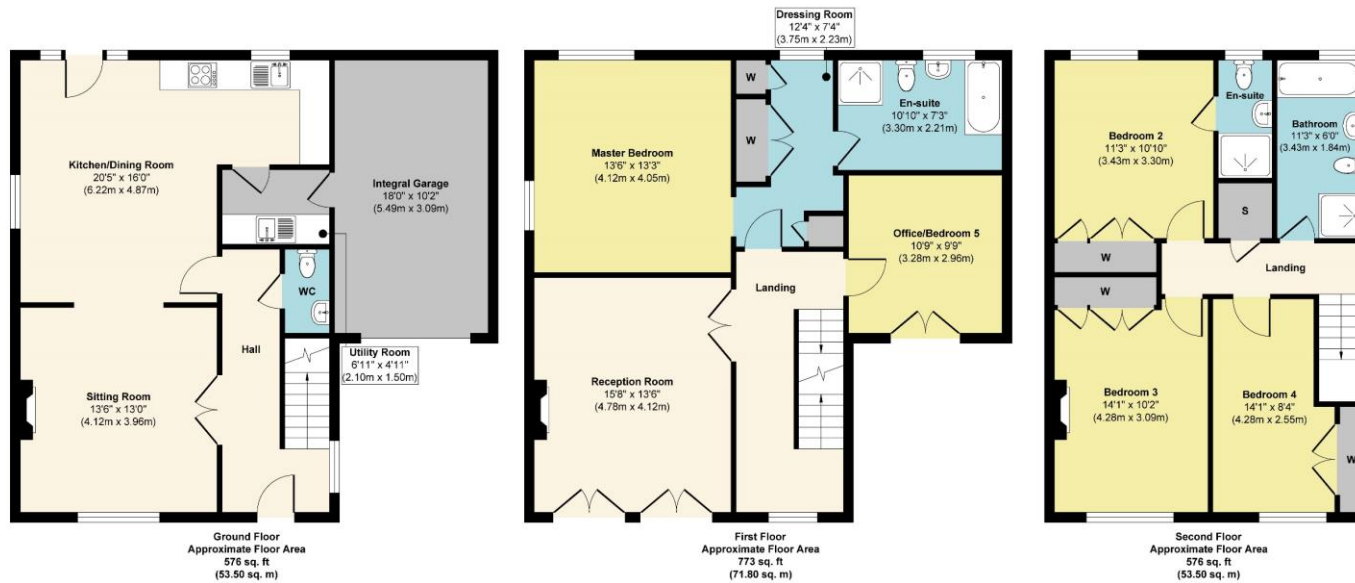 Kitchen/Dining Room
20'5" x 16'0"
(6.22m x 4.87m)
Integral Garage
18'0" x 10'2"
(5.49m x 3.09m)
WC
Hall
Utility Room
6'11" x 4'11"
(2.10m x 1.50m)
Sitting Room
13'6" x 13'0"
(4.12m x 3.96m)
Ground Floor
Approximate Floor Area
576 sq. ft
(53.50 sq. m)
Dressing Room
12'4" x 7'4"
(3.75m x 2.23m)
W
W
En-suite
10'10" x 7'3"
(3.30m x 2.21m)
Master Bedroom
13'6" x 13'3"
(4.12m x 4.05m)
Office/Bedroom 5
10'9" x 9'9"
(3.28m x 2.96m)
Landing
Reception Room
15'8" x 13'6"
(4.78m x 4.12m)
First Floor
Approximate Floor Area
773 sq. ft
(71.80 sq. m)
En-suite
Bedroom 2
11'3" x 10'10"
(3.43m x 3.30m)
Bathroom
11'3" x 6'0"
(3.43m x 1.84m)
S
W
Landing
W
Bedroom 3
14'1" x 10'2"
(4.28m x 3.09m)
Bedroom 4
14'1" x 8'4"
(4.28m x 2.55m)
W
Second Floor
Approximate Floor Area
576 sq. ft
(53.50 sq. m)